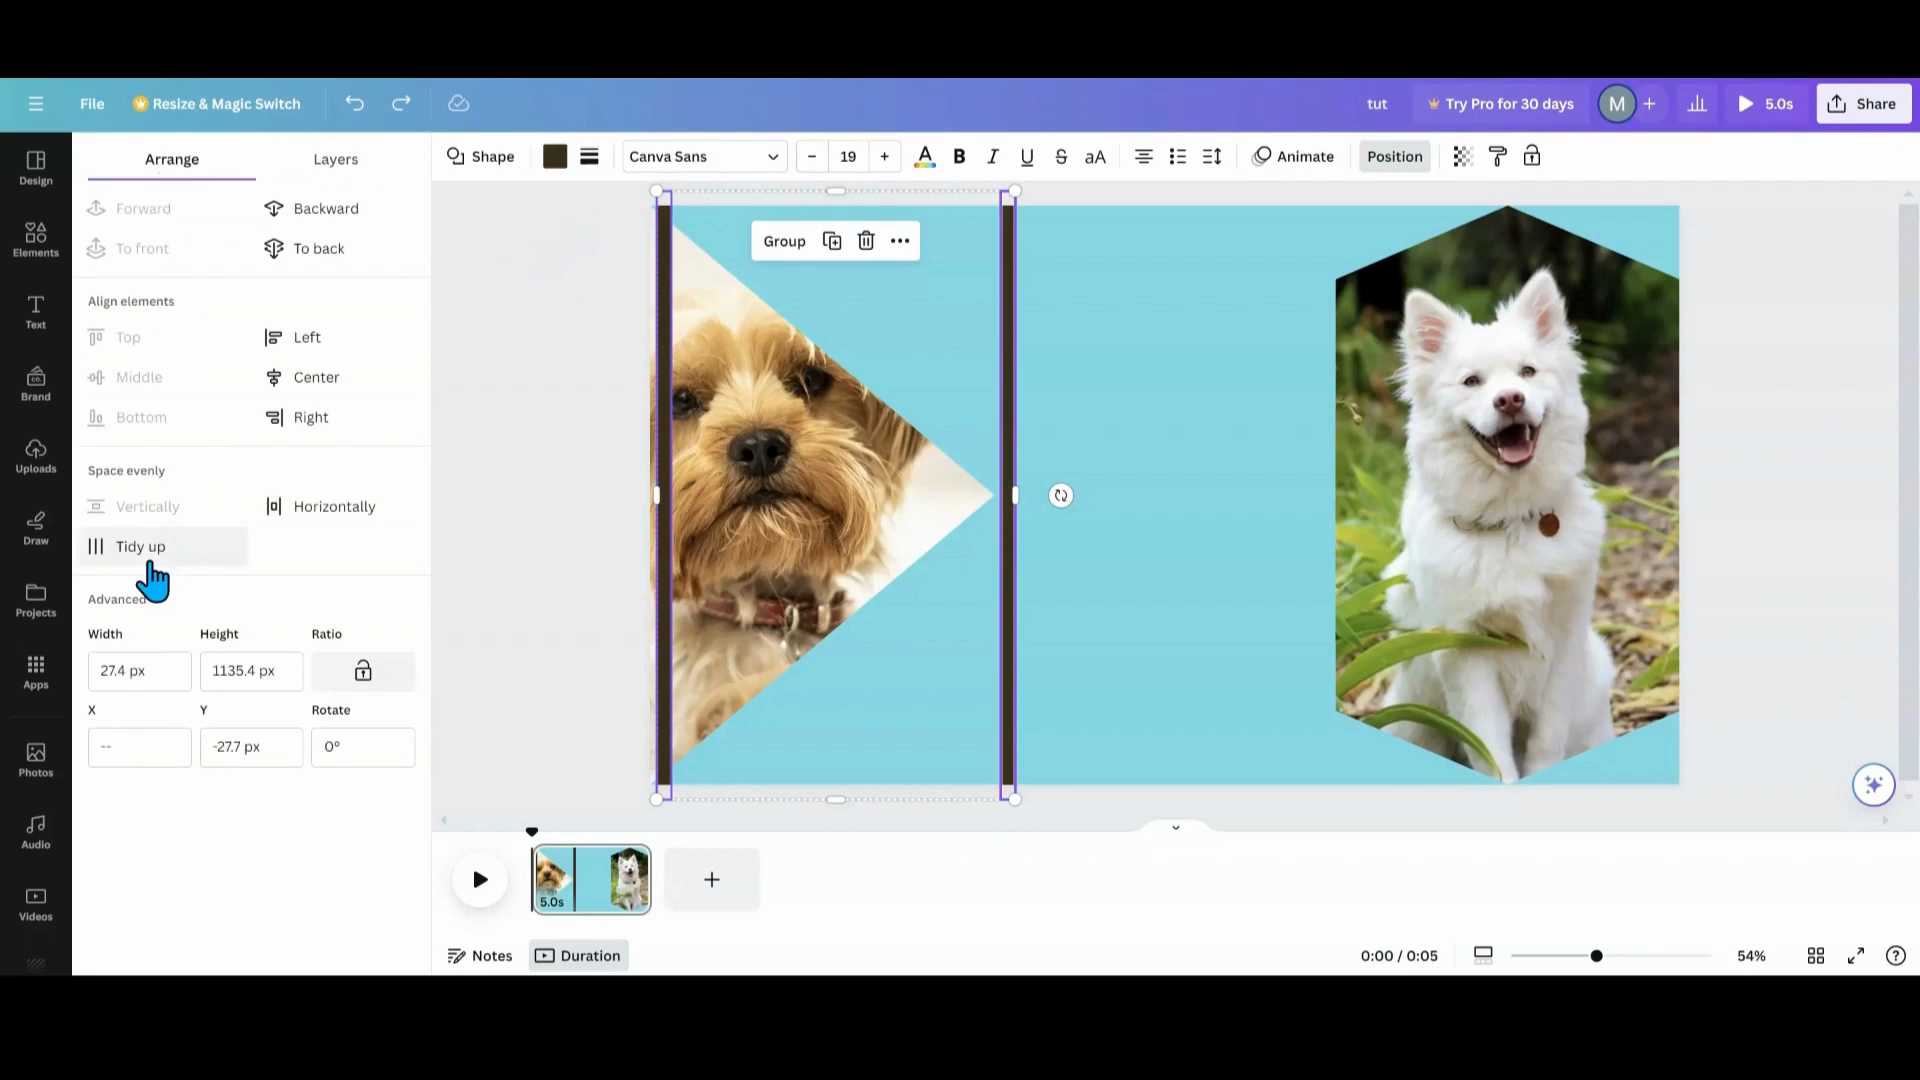 File
Resize & Magic Switch
tut
Try Pro for 30 days
M
5.0s
Share
Design
Elements
Text
Brand
Uploads
Draw
Projects
Apps
Photos
Audio
Videos
Arrange
Layers
Forward
Backward
To front
To back
Align elements
Top
Left
Middle
Center
Bottom
Right
Space evenly
Vertically
Horizontally
Tidy up
Advanced
Width
Height
Ratio
27.4 px
1135.4 px
X
Y
Rotate
--
-27.7 px
0°
Shape
Canva Sans
– 19 +
A B I U S aA
Animate
Position
Group
5.0s
Notes
Duration
0:00 / 0:05
54%